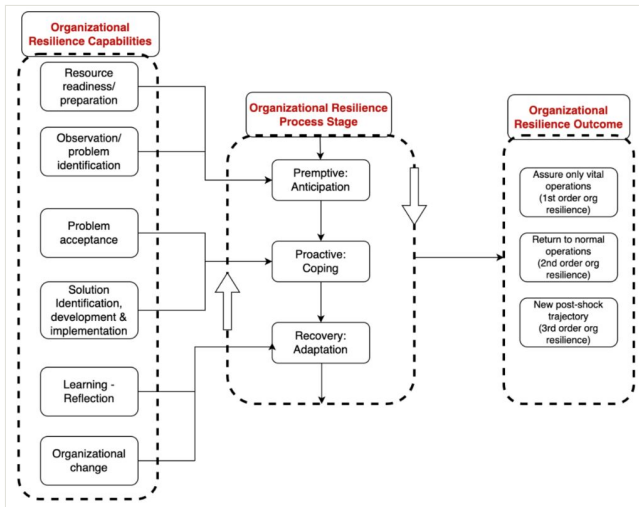 Organizational
Resilience Capabilities
Resource
readiness/
preparation
Observation/
problem identification
Problem
acceptance
Solution
Identification,
development &
implementation
Learning -
Reflection
Organizational
change
Organizational Resilience
Process Stage
Premptive:
Anticipation
Proactive:
Coping
Recovery:
Adaptation
Organizational
Resilience Outcome
Assure only vital
operations
(1st order org
resilience)
Return to normal
operations
(2nd order org
resilience)
New post-shock
trajectory
(3rd order org
resilience)